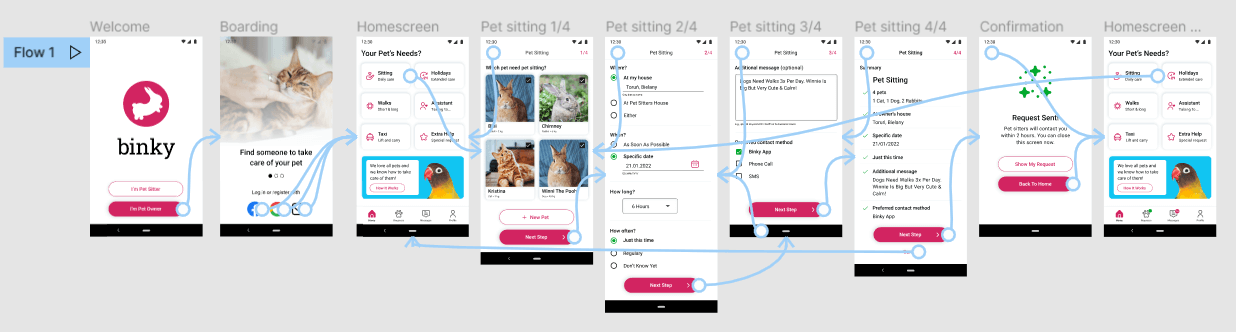 Flow 1
Welcome
12:30
binky
I'm Pet Sitter
I'm Pet Owner
Boarding
Find someone to take
care of your pet
Log in or register with
Homescreen
12:30
Your Pet's Needs?
Sitting
Daily care
Holidays
Extended care
Walks
Short & long
Assistant
Taking to...
Taxi
Lift and carry
Extra Help
Special request
We love all pets and
we know how to take
care of them!
How It Works
Home
Requests
Messages
Profile
Pet sitting 1/4
12:30
Pet Sitting
1/4
Which pet need pet sitting?
Chimney
Kristina
Winni The Pooh
+ New Pet
Next Step
Pet sitting 2/4
12:30
Pet Sitting
2/4
Where?
At my house
Toruń, Bielany
At Pet Sitters House
Either
When?
As Soon As Possible
Specific date
21.01.2022
How long?
6 Hours
How often?
Just this time
Regulary
Don't Know Yet
Next Step
Pet sitting 3/4
12:30
Pet Sitting
3/4
Additional message (optional)
Dogs Need Walks 3x Per Day. Winnie Is
Big But Very Cute & Calm!
Preferred contact method
Binky App
Phone Call
SMS
Next Step
Pet sitting 4/4
12:30
Pet Sitting
4/4
Summary
Pet Sitting
4 pets
1 Cat, 1 Dog, 2 Rabbits
At owner's house
Toruń, Bielany
Specific date
21/01/2022
Just this time
Additional message
Dogs Need Walks 3x Per Day.
Winnie Is Big But Very Cute &
Calm!
Preferred contact method
Binky App
Next Step
Confirmation
12:30
Request Sent!
Pet sitters will contact you
within 2 hours. You can close
this screen now.
Show My Request
Back To Home
Homescreen ...
12:30
Your Pet's Needs?
Sitting
Daily care
Holidays
Extended care
Walks
Short & long
Assistant
Taking to...
Taxi
Lift and carry
Extra Help
Special request
We love all pets and
we know how to take
care of them!
How It Works
Home
Requests
Messages
Profile